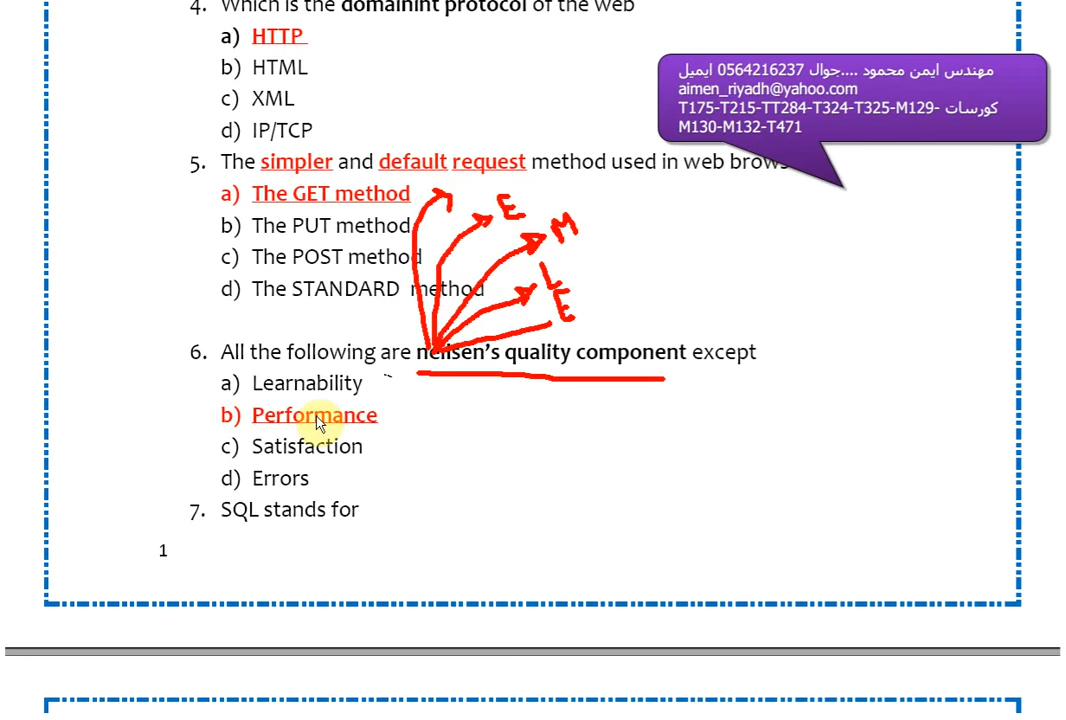 4. Which is the domainint protocol of the web
a) HTTP
b) HTML
c) XML
d) IP/TCP
مهندس ايمن محمود ....جوال 0564216237 ايميل
aimen_riyadh@yahoo.com
كورسات T175-T215-TT284-T324-T325-M129-
M130-M132-T471
5. The simpler and default request method used in web brows
a) The GET method
b) The PUT method
c) The POST method
d) The STANDARD method
E
M
L
E
6. All the following are neilsen's quality component except
a) Learnability
b) Performance
c) Satisfaction
d) Errors
7. SQL stands for
1